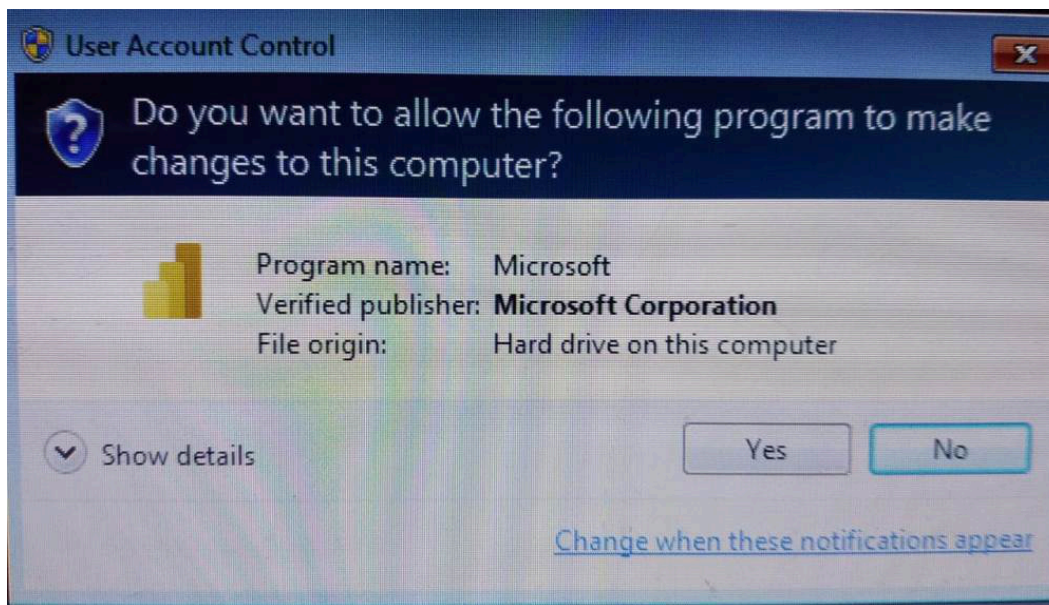 User Account Control
Do you want to allow the following program to make
changes to this computer?
Program name: Microsoft
Verified publisher: Microsoft Corporation
File origin: Hard drive on this computer
Show details
Yes
No
Change when these notifications appear